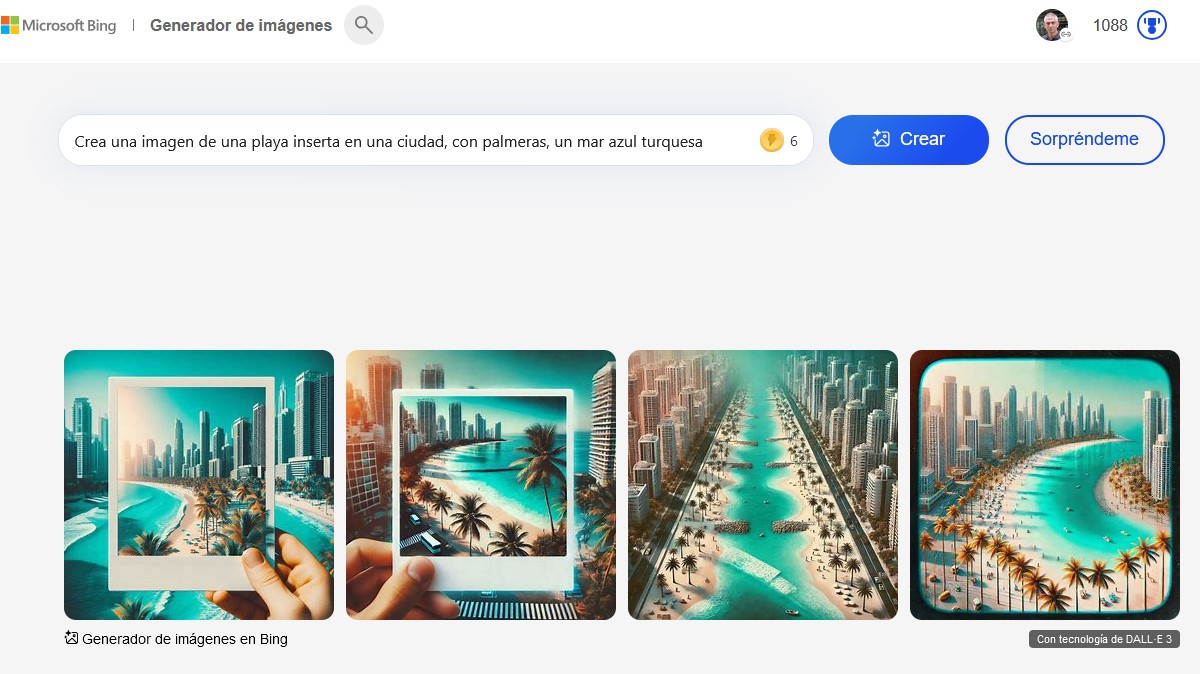 Microsoft Bing | Generador de imágenes
1088
Crea una imagen de una playa inserta en una ciudad, con palmeras, un mar azul turquesa
6
Crear
Sorpréndeme
Generador de imágenes en Bing
Con tecnología de DALL·E 3